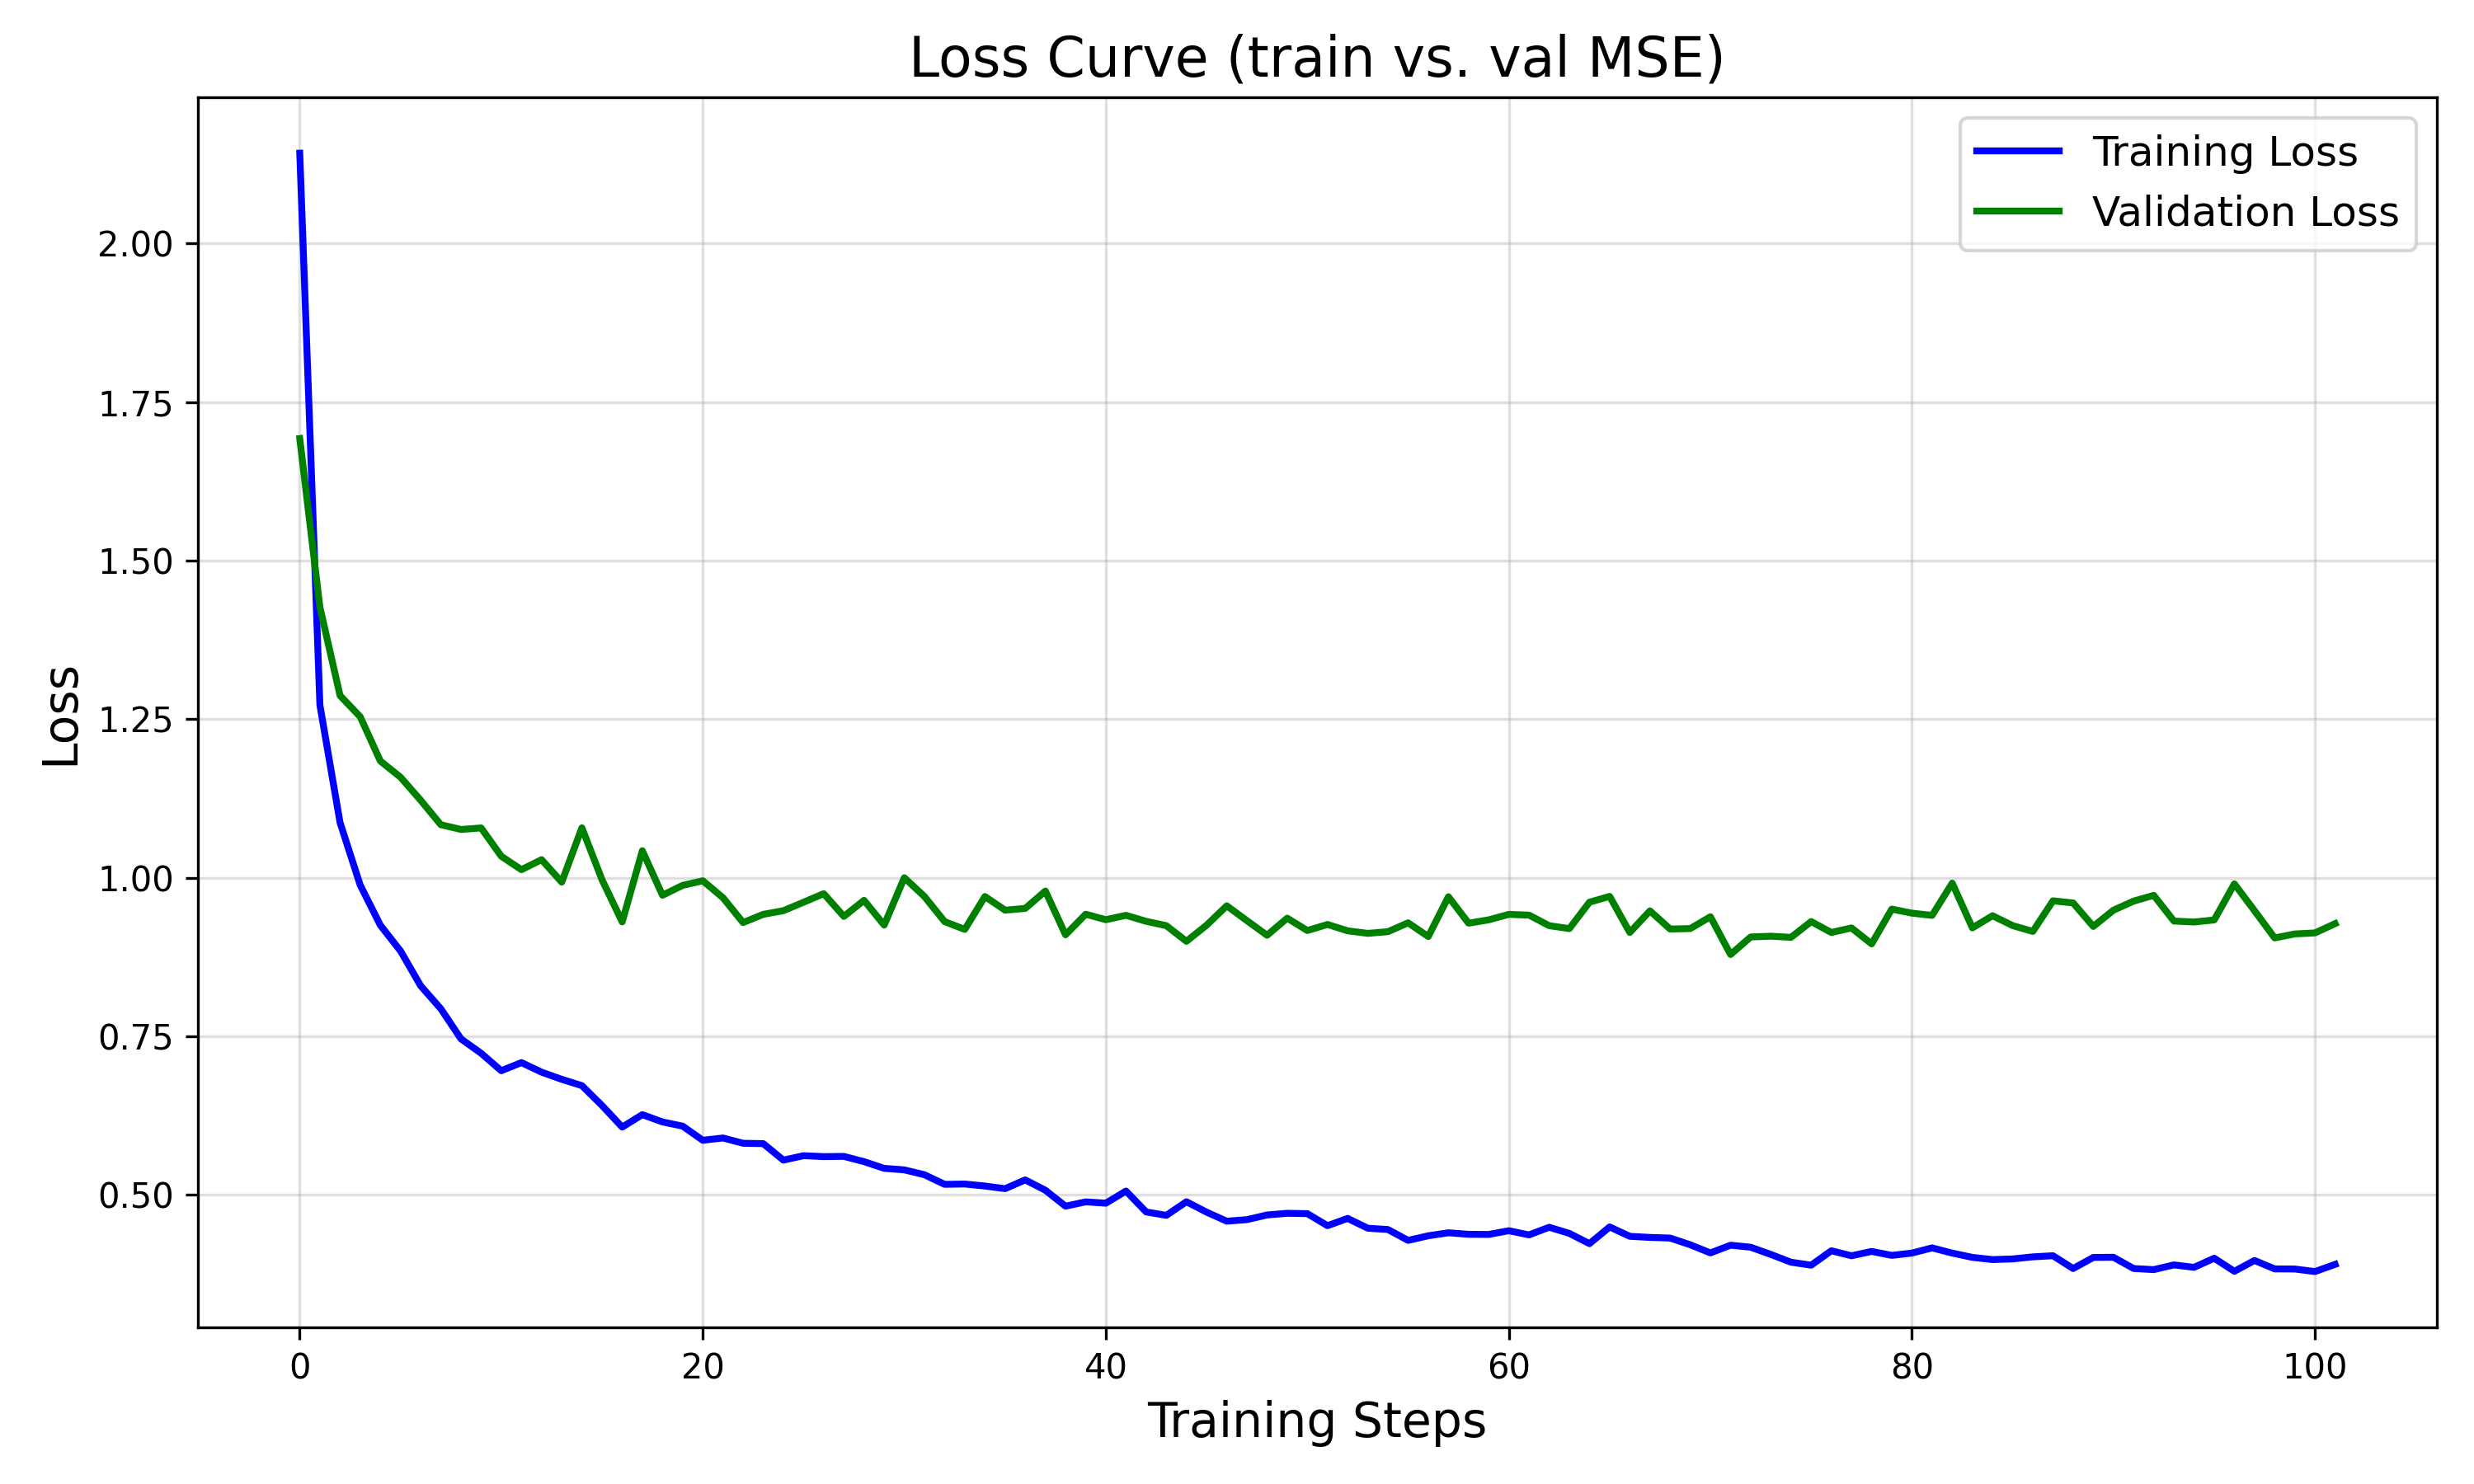 Loss Curve (train vs. val MSE)
Training Loss
Validation Loss
2.00
1.75
1.50
1.25
1.00
0.75
0.50
Loss
0 20 40 60 80 100
Training Steps